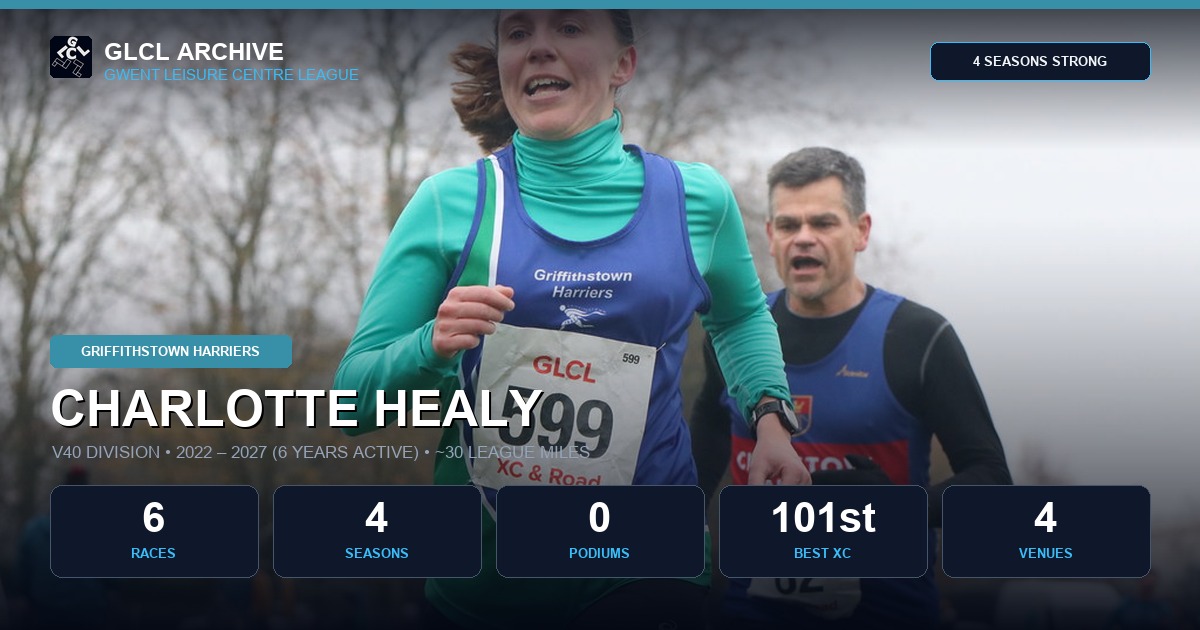 GLCL ARCHIVE
GWENT LEISURE CENTRE LEAGUE
4 SEASONS STRONG
Griffithstown
Harriers
GLCL
599
599
XC & Road
GRIFFITHSTOWN HARRIERS
CHARLOTTE HEALY
V40 DIVISION • 2022 – 2027 (6 YEARS ACTIVE) • ~30 LEAGUE MILES
6
RACES
4
SEASONS
0
PODIUMS
101st
BEST XC
4
VENUES